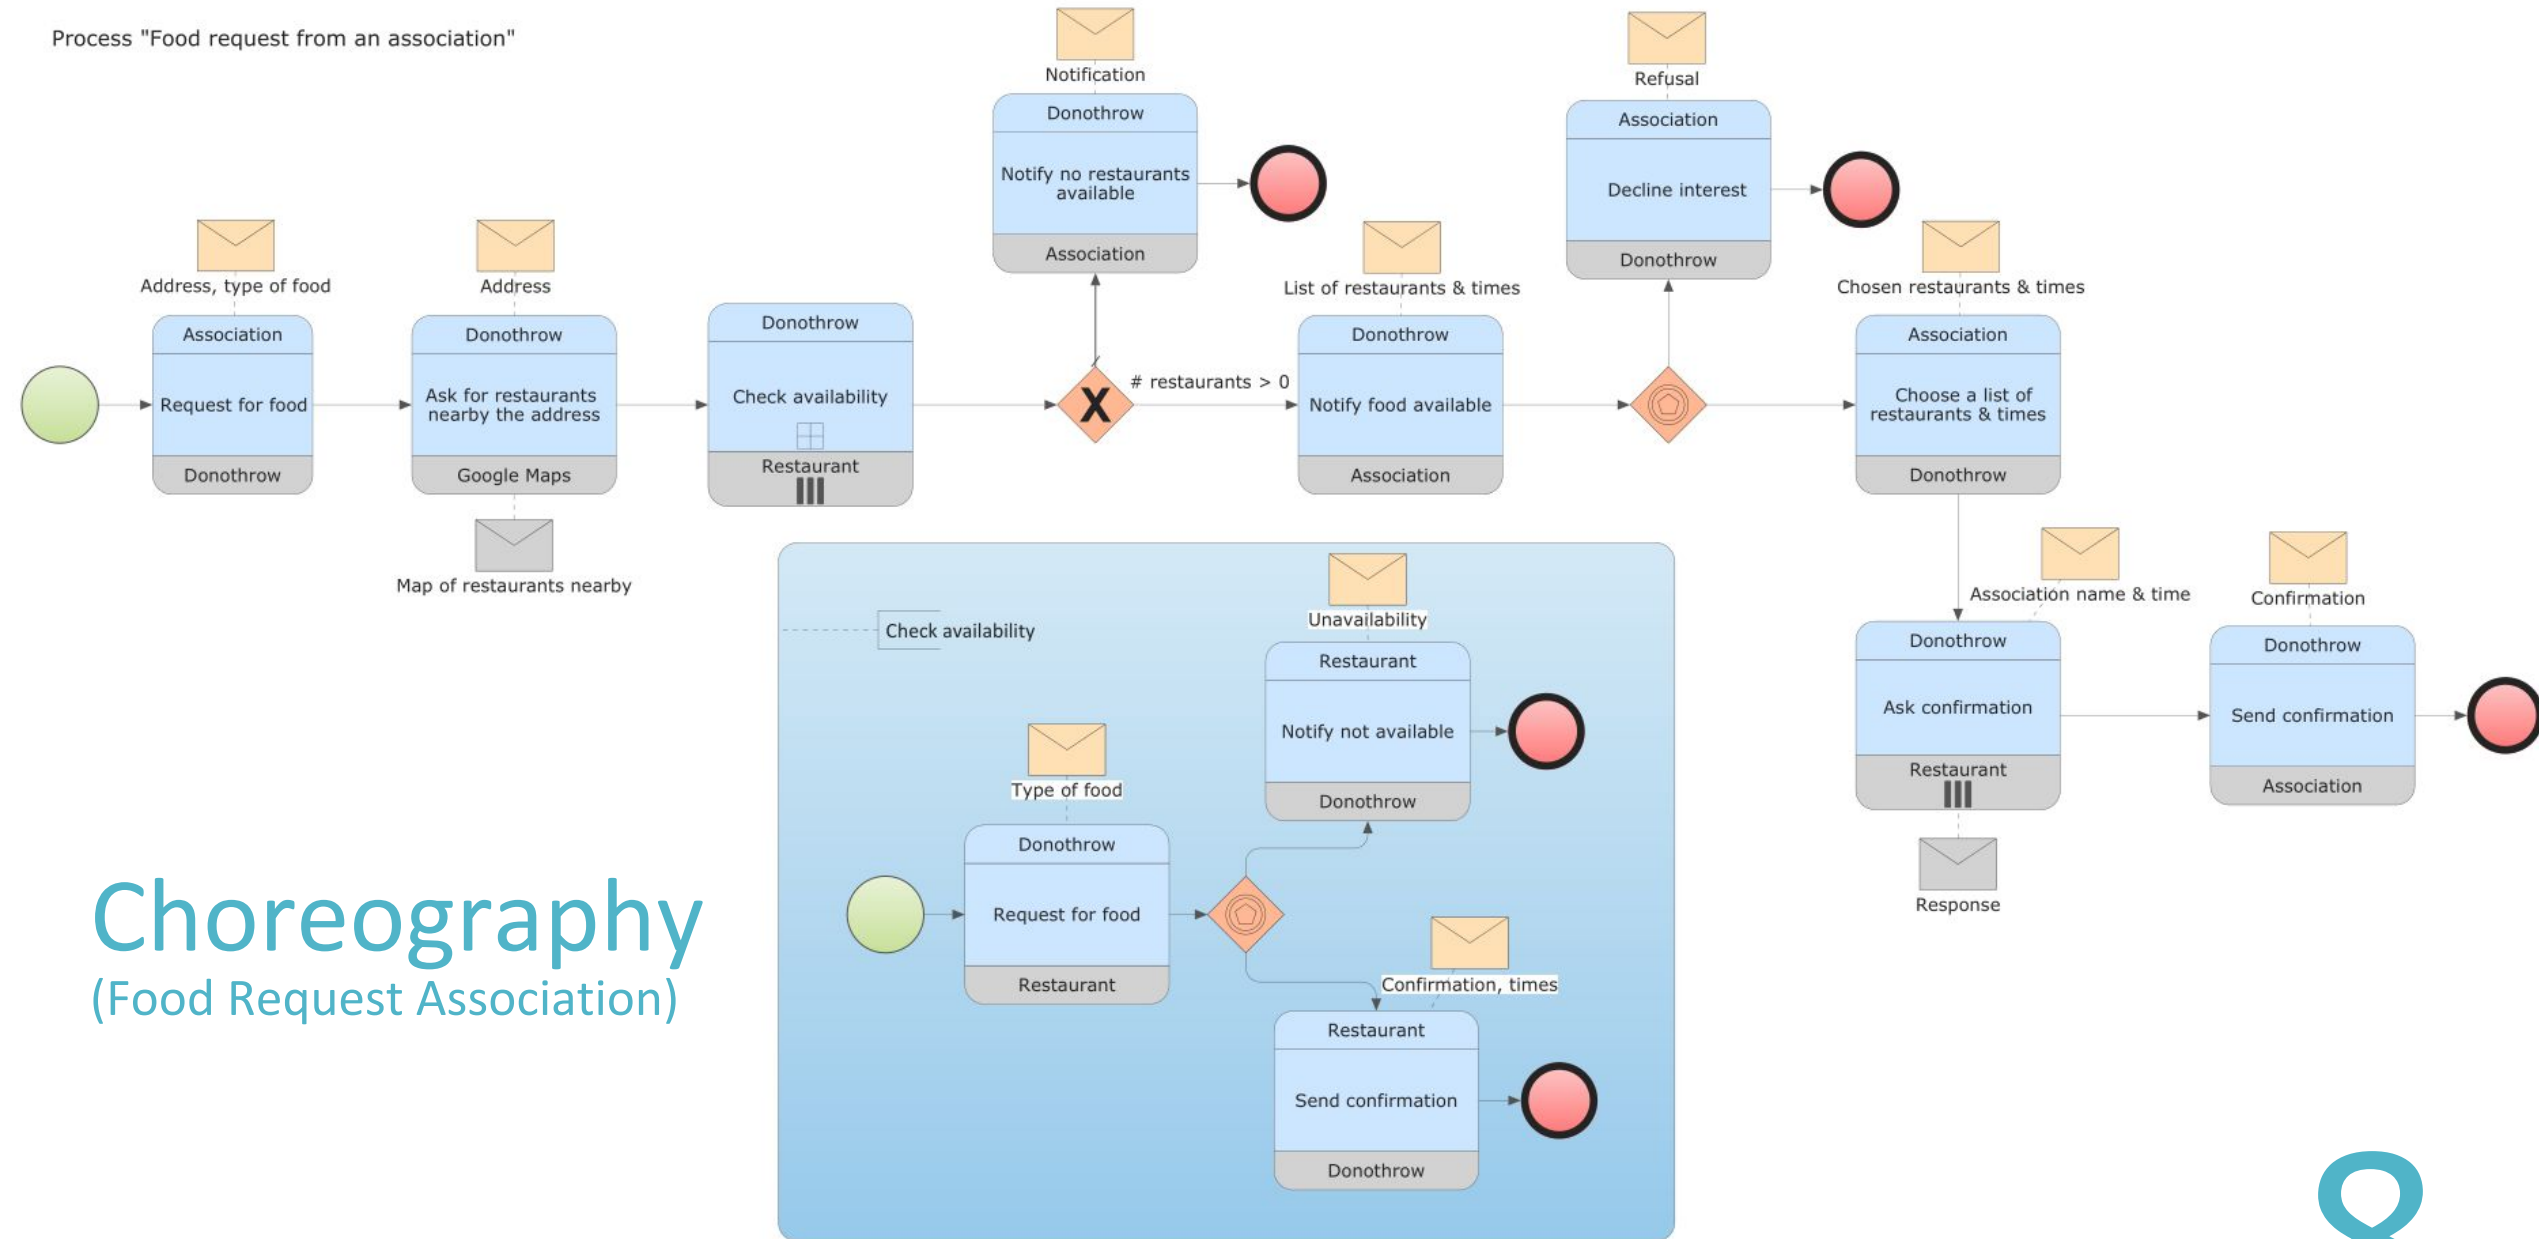 Process "Food request from an association"
Notification
Donothrow
Notify no restaurants
available
Association
Refusal
Association
Decline interest
Donothrow
Address, type of food
Association
Request for food
Donothrow
Address
Donothrow
Ask for restaurants
nearby the address
Google Maps
Map of restaurants nearby
Donothrow
Check availability
Restaurant
X
# restaurants > 0
List of restaurants & times
Donothrow
Notify food available
Association
Chosen restaurants & times
Association
Choose a list of
restaurants & times
Donothrow
Association name & time
Donothrow
Ask confirmation
Restaurant
Response
Confirmation
Donothrow
Send confirmation
Association
Check availability
Type of food
Donothrow
Request for food
Restaurant
Unavailability
Restaurant
Notify not available
Donothrow
Confirmation, times
Restaurant
Send confirmation
Donothrow
Choreography
(Food Request Association)